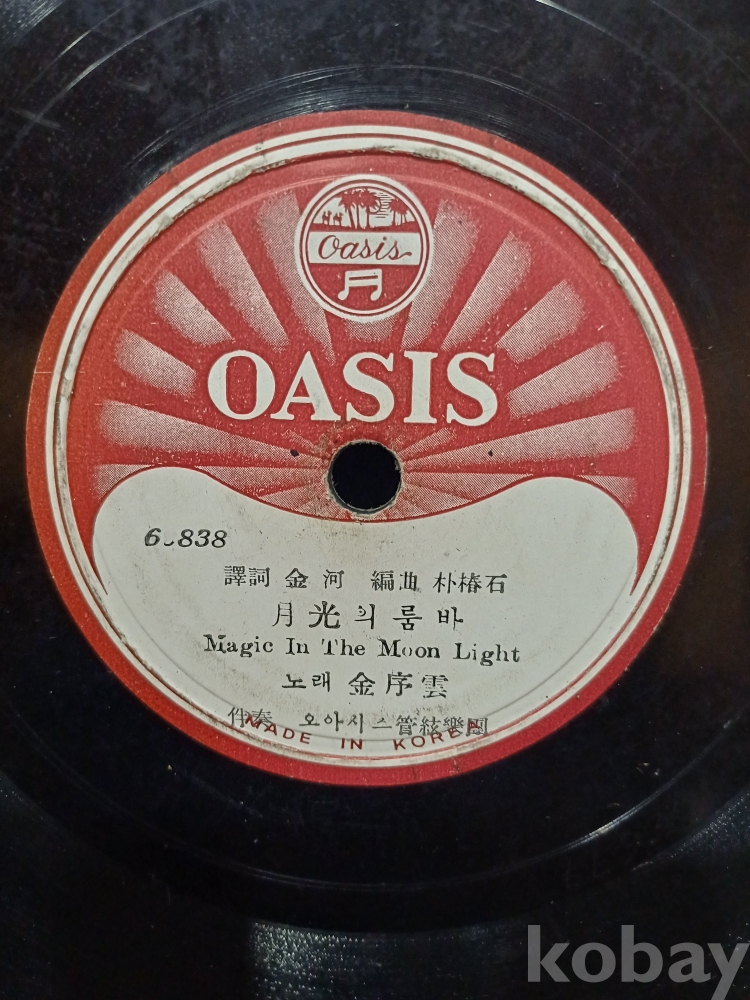 Oasis
OASIS
6 838
譯詞 金河 編曲 朴椿石
月光의 룸바
Magic In The Moon Light
노래 金序雲
伴奏 오아시스管絃樂團
MADE IN KOREA
kobay